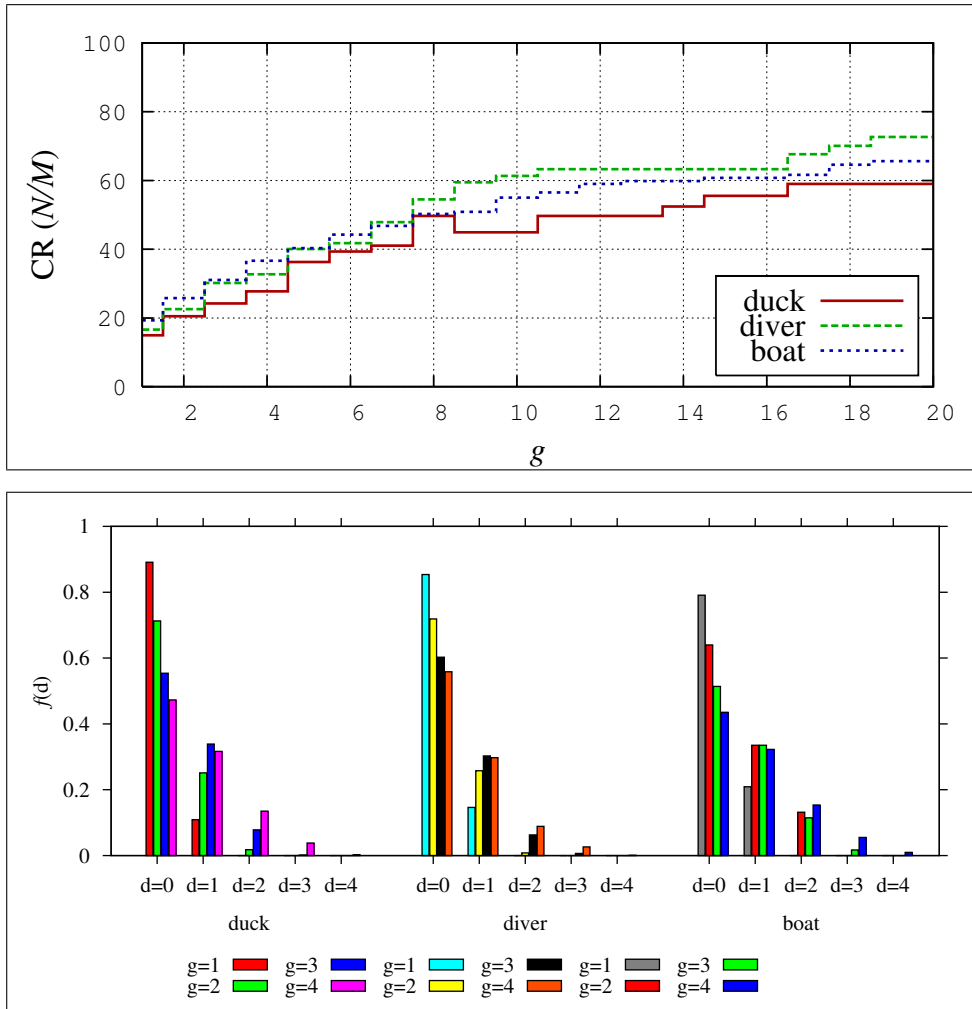 100
80
60
40
20
0
CR (N/M)
2 4 6 8 10 12 14 16 18 20
g
duck
diver
boat
1
0.8
0.6
0.4
0.2
0
f(d)
d=0 d=1 d=2 d=3 d=4 d=0 d=1 d=2 d=3 d=4 d=0 d=1 d=2 d=3 d=4
duck diver boat
g=1 g=3 g=1 g=3 g=1 g=3
g=2 g=4 g=2 g=4 g=2 g=4